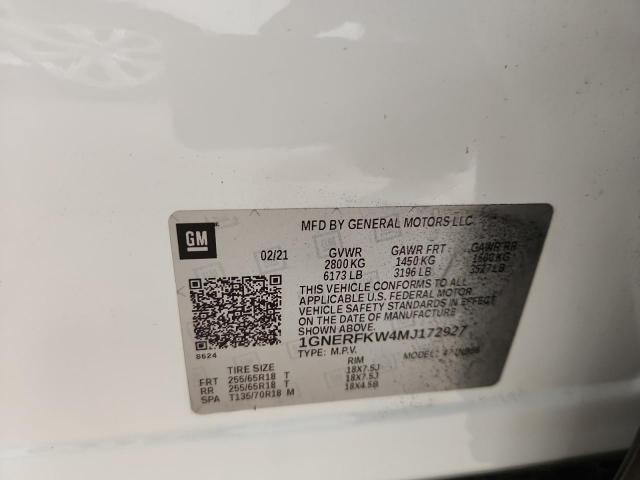 GM
MFD BY GENERAL MOTORS LLC
02/21 GVWR GAWR FRT GAWR RR
2800 KG 1450 KG 1600 KG
6173 LB 3196 LB 3527 LB
THIS VEHICLE CONFORMS TO ALL
APPLICABLE U.S. FEDERAL MOTOR
VEHICLE SAFETY STANDARDS IN EFFECT
ON THE DATE OF MANUFACTURE SHOWN ABOVE.
1GNERFKW4MJ172927
8624 TYPE: M.P.V. MODEL:
TIRE SIZE RIM
FRT 255/65R18 T 18X7.5J
RR 255/65R18 T 18X7.5J
SPA T135/70R18 M 18X4.5B